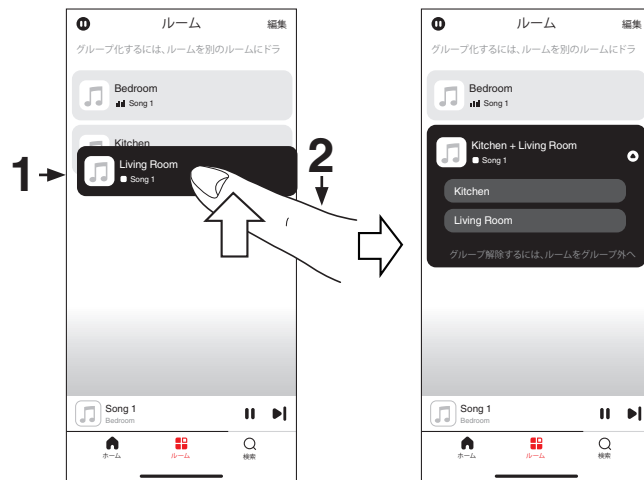 ルーム
編集
グループ化するには、ルームを別のルームにドラ
Bedroom
Song 1
Kitchen
Living Room
Song 1
1
2
Song 1
Bedroom
ホーム
ルーム
検索
ルーム
編集
グループ化するには、ルームを別のルームにドラ
Bedroom
Song 1
Kitchen + Living Room
Song 1
Kitchen
Living Room
グループ解除するには、ルームをグループ外へ
Song 1
Bedroom
ホーム
ルーム
検索